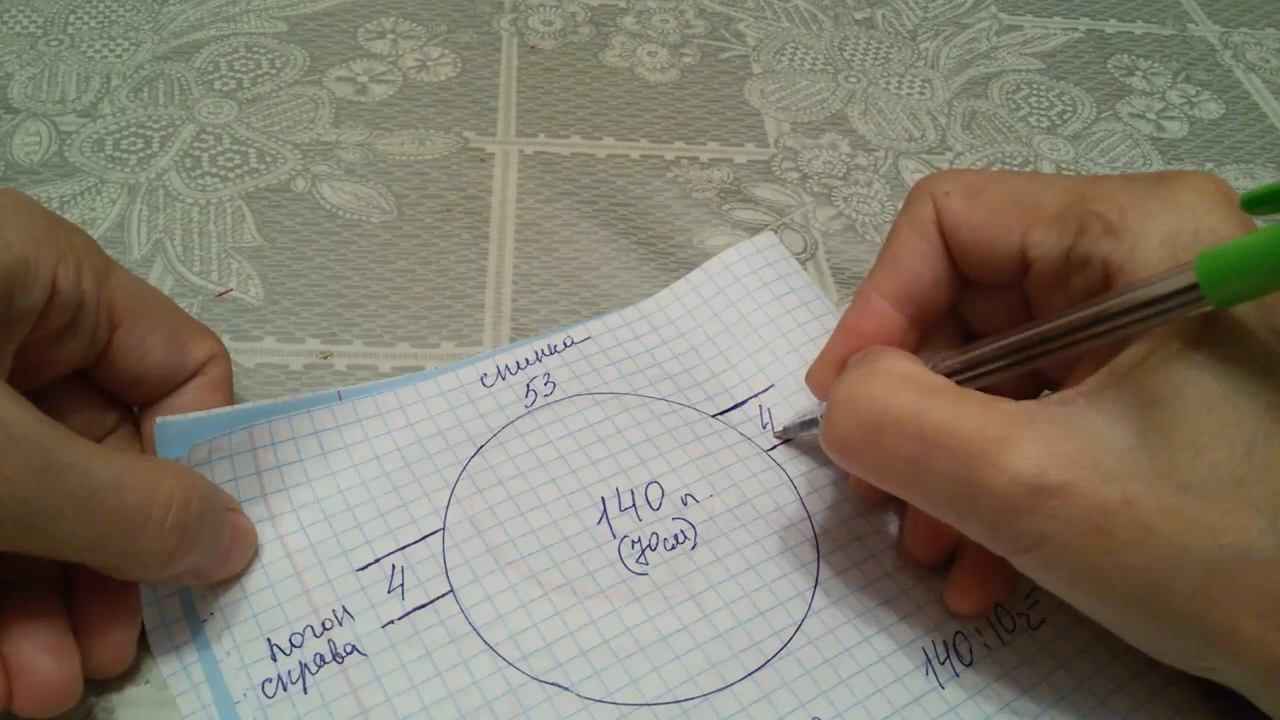 спинка
53
4
140 п.
(70см)
4
погон
справа
140:10=